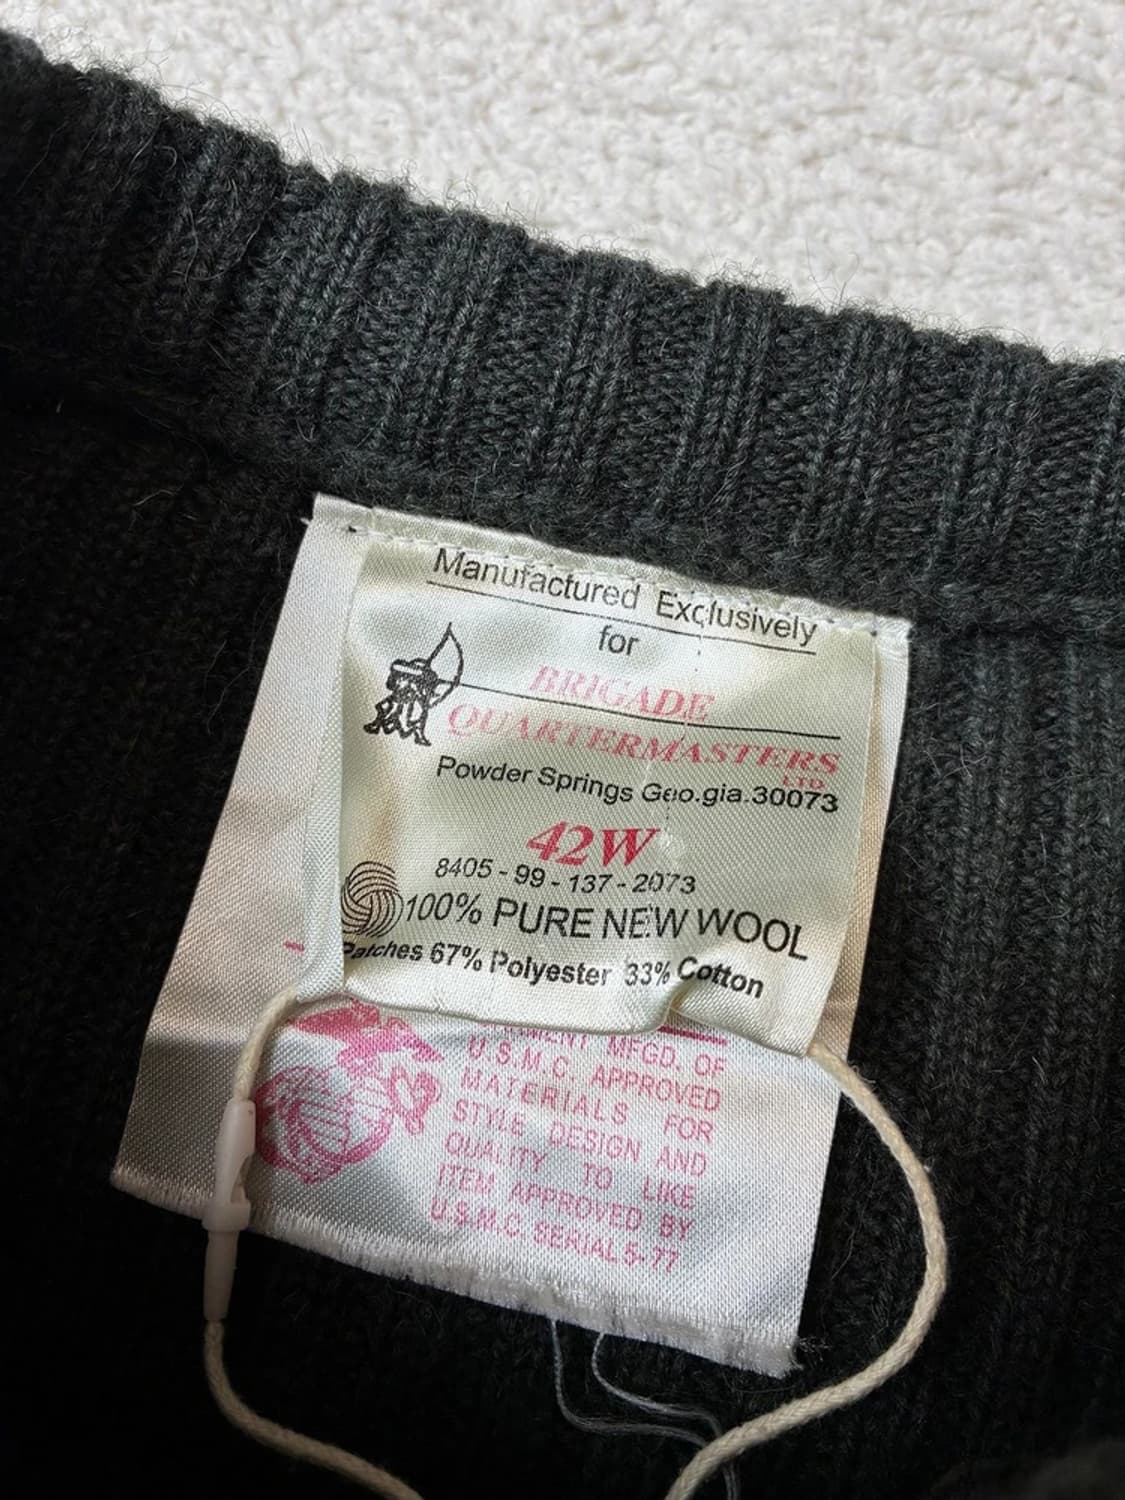 Manufactured Exclusively
for
BRIGADE
QUARTERMASTERS
LTD.
Powder Springs Geo.gia.30073
42W
8405-99-137-2073
100% PURE NEW WOOL
Patches 67% Polyester 33% Cotton
MFGD. OF
U.S.M.C. APPROVED
MATERIALS FOR
STYLE DESIGN AND
QUALITY TO LIKE
ITEM APPROVED BY
U.S.M.C. SERIAL 5-77